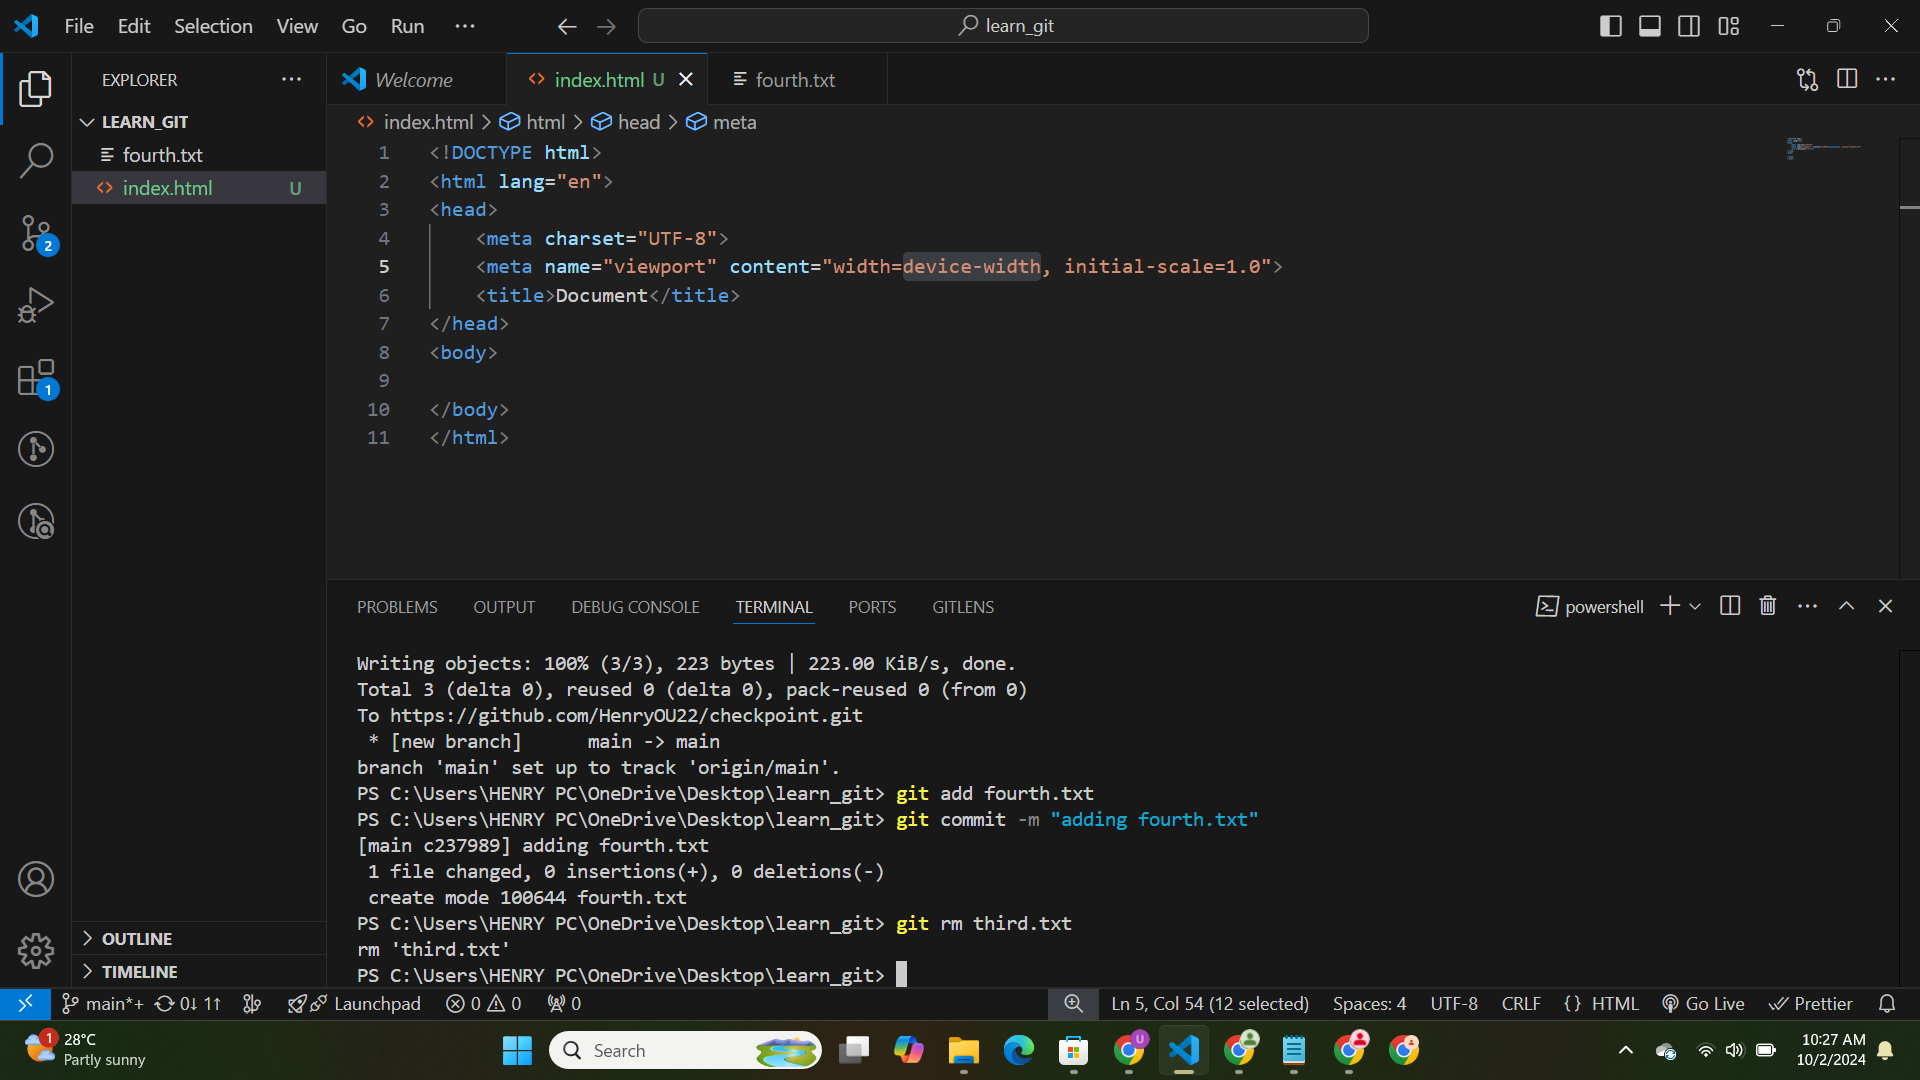 File Edit Selection View Go Run ···
learn_git
EXPLORER
LEARN_GIT
fourth.txt
index.html U
2
1
OUTLINE
TIMELINE
Welcome
index.html U
fourth.txt
index.html > html > head > meta
1 <!DOCTYPE html>
2 <html lang="en">
3 <head>
4 <meta charset="UTF-8">
5 <meta name="viewport" content="width=device-width, initial-scale=1.0">
6 <title>Document</title>
7 </head>
8 <body>
9
10 </body>
11 </html>
PROBLEMS OUTPUT DEBUG CONSOLE TERMINAL PORTS GITLENS
powershell
Writing objects: 100% (3/3), 223 bytes | 223.00 KiB/s, done.
Total 3 (delta 0), reused 0 (delta 0), pack-reused 0 (from 0)
To https://github.com/HenryOU22/checkpoint.git
* [new branch] main -> main
branch 'main' set up to track 'origin/main'.
PS C:\Users\HENRY PC\OneDrive\Desktop\learn_git> git add fourth.txt
PS C:\Users\HENRY PC\OneDrive\Desktop\learn_git> git commit -m "adding fourth.txt"
[main c237989] adding fourth.txt
1 file changed, 0 insertions(+), 0 deletions(-)
create mode 100644 fourth.txt
PS C:\Users\HENRY PC\OneDrive\Desktop\learn_git> git rm third.txt
rm 'third.txt'
PS C:\Users\HENRY PC\OneDrive\Desktop\learn_git>
main*+ 0↓ 1↑ Launchpad 0 0 0 Ln 5, Col 54 (12 selected) Spaces: 4 UTF-8 CRLF {} HTML Go Live Prettier
1
28°C
Partly sunny
Search
U
10:27 AM
10/2/2024